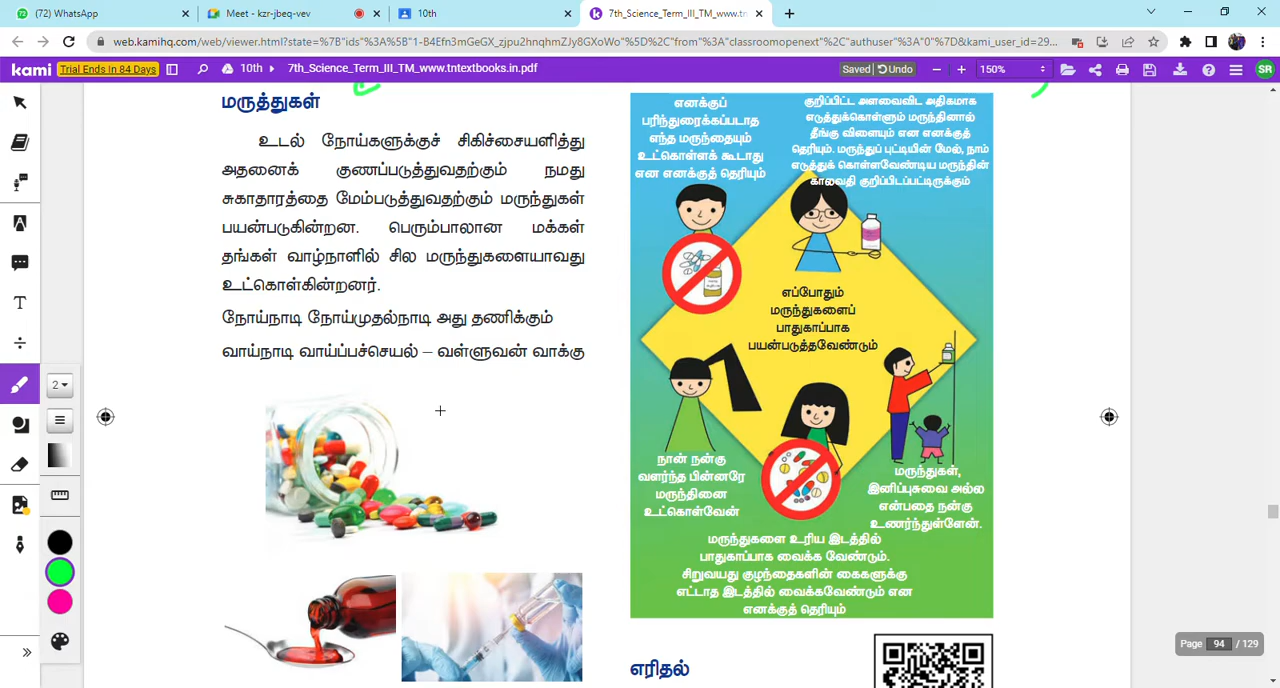 (72) WhatsApp
Meet - kzr-jbeq-vev
10th
7th_Science_Term_III_TM_www.tn
web.kamihq.com/web/viewer.html?state=%7B"ids"%3A%5B"1-B4Efn3mGeGX_zjpu2hnqhmZJy8GXoWo"%5D%2C"from"%3A"classroomopennext"%2C"authuser"%3A"0"%7D&kami_user_id=29...
kami
Trial Ends In 84 Days
10th
7th_Science_Term_III_TM_www.tntextbooks.in.pdf
Saved
Undo
150%
SR
மருத்துகள்
உடல் நோய்களுக்குச் சிகிச்சையளித்து
அதனைக் குணப்படுத்துவதற்கும் நமது
சுகாதாரத்தை மேம்படுத்துவதற்கும் மருந்துகள்
பயன்படுகின்றன. பெரும்பாலான மக்கள்
தங்கள் வாழ்நாளில் சில மருந்துகளையாவது
உட்கொள்கின்றனர்.
நோய்நாடி நோய்முதல்நாடி அது தணிக்கும்
வாய்நாடி வாய்ப்பச்செயல் – வள்ளுவன் வாக்கு
எனக்குப்
பரிந்துரைக்கப்படாத
எந்த மருந்தையும்
உட்கொள்ளக் கூடாது
என எனக்குத் தெரியும்
குறிப்பிட்ட அளவைவிட அதிகமாக
எடுத்துக்கொள்ளும் மருந்தினால்
தீங்கு விளையும் என எனக்குத்
தெரியும். மருந்துப் புட்டியின் மேல், நாம்
எடுத்துக் கொள்ளவேண்டிய மருந்தின்
காலவதி குறிப்பிடப்பட்டிருக்கும்
எப்போதும்
மருந்துகளைப்
பாதுகாப்பாக
பயன்படுத்தவேண்டும்
நான் நன்கு
வளர்ந்த பின்னரே
மருந்தினை
உட்கொள்வேன்
மருந்துகள்,
இனிப்புசுவை அல்ல
என்பதை நன்கு
உணர்ந்துள்ளேன்.
மருந்துகளை உரிய இடத்தில்
பாதுகாப்பாக வைக்க வேண்டும்.
சிறுவயது குழந்தைகளின் கைகளுக்கு
எட்டாத இடத்தில் வைக்கவேண்டும் என
எனக்குத் தெரியும்
எரிதல்
2
Page 94 / 129